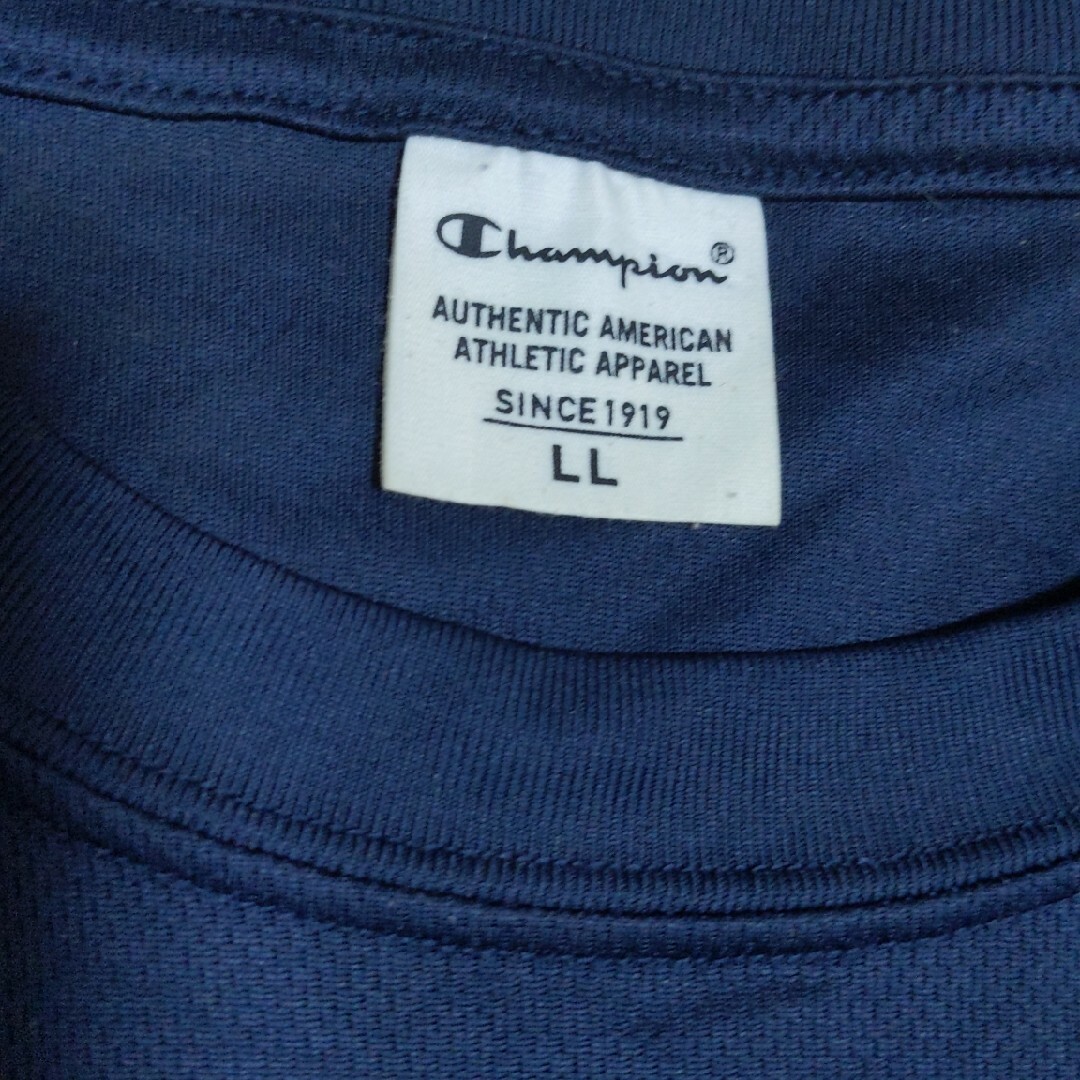 Champion®
AUTHENTIC AMERICAN
ATHLETIC APPAREL
SINCE 1919
LL